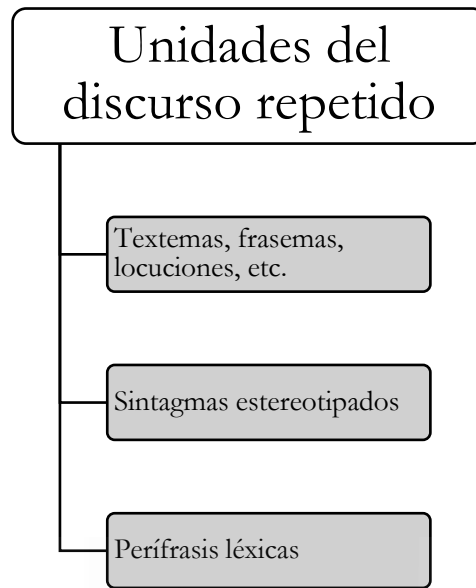 Unidades del
discurso repetido
Textemas, frasemas,
locuciones, etc.
Sintagmas estereotipados
Perífrasis léxicas